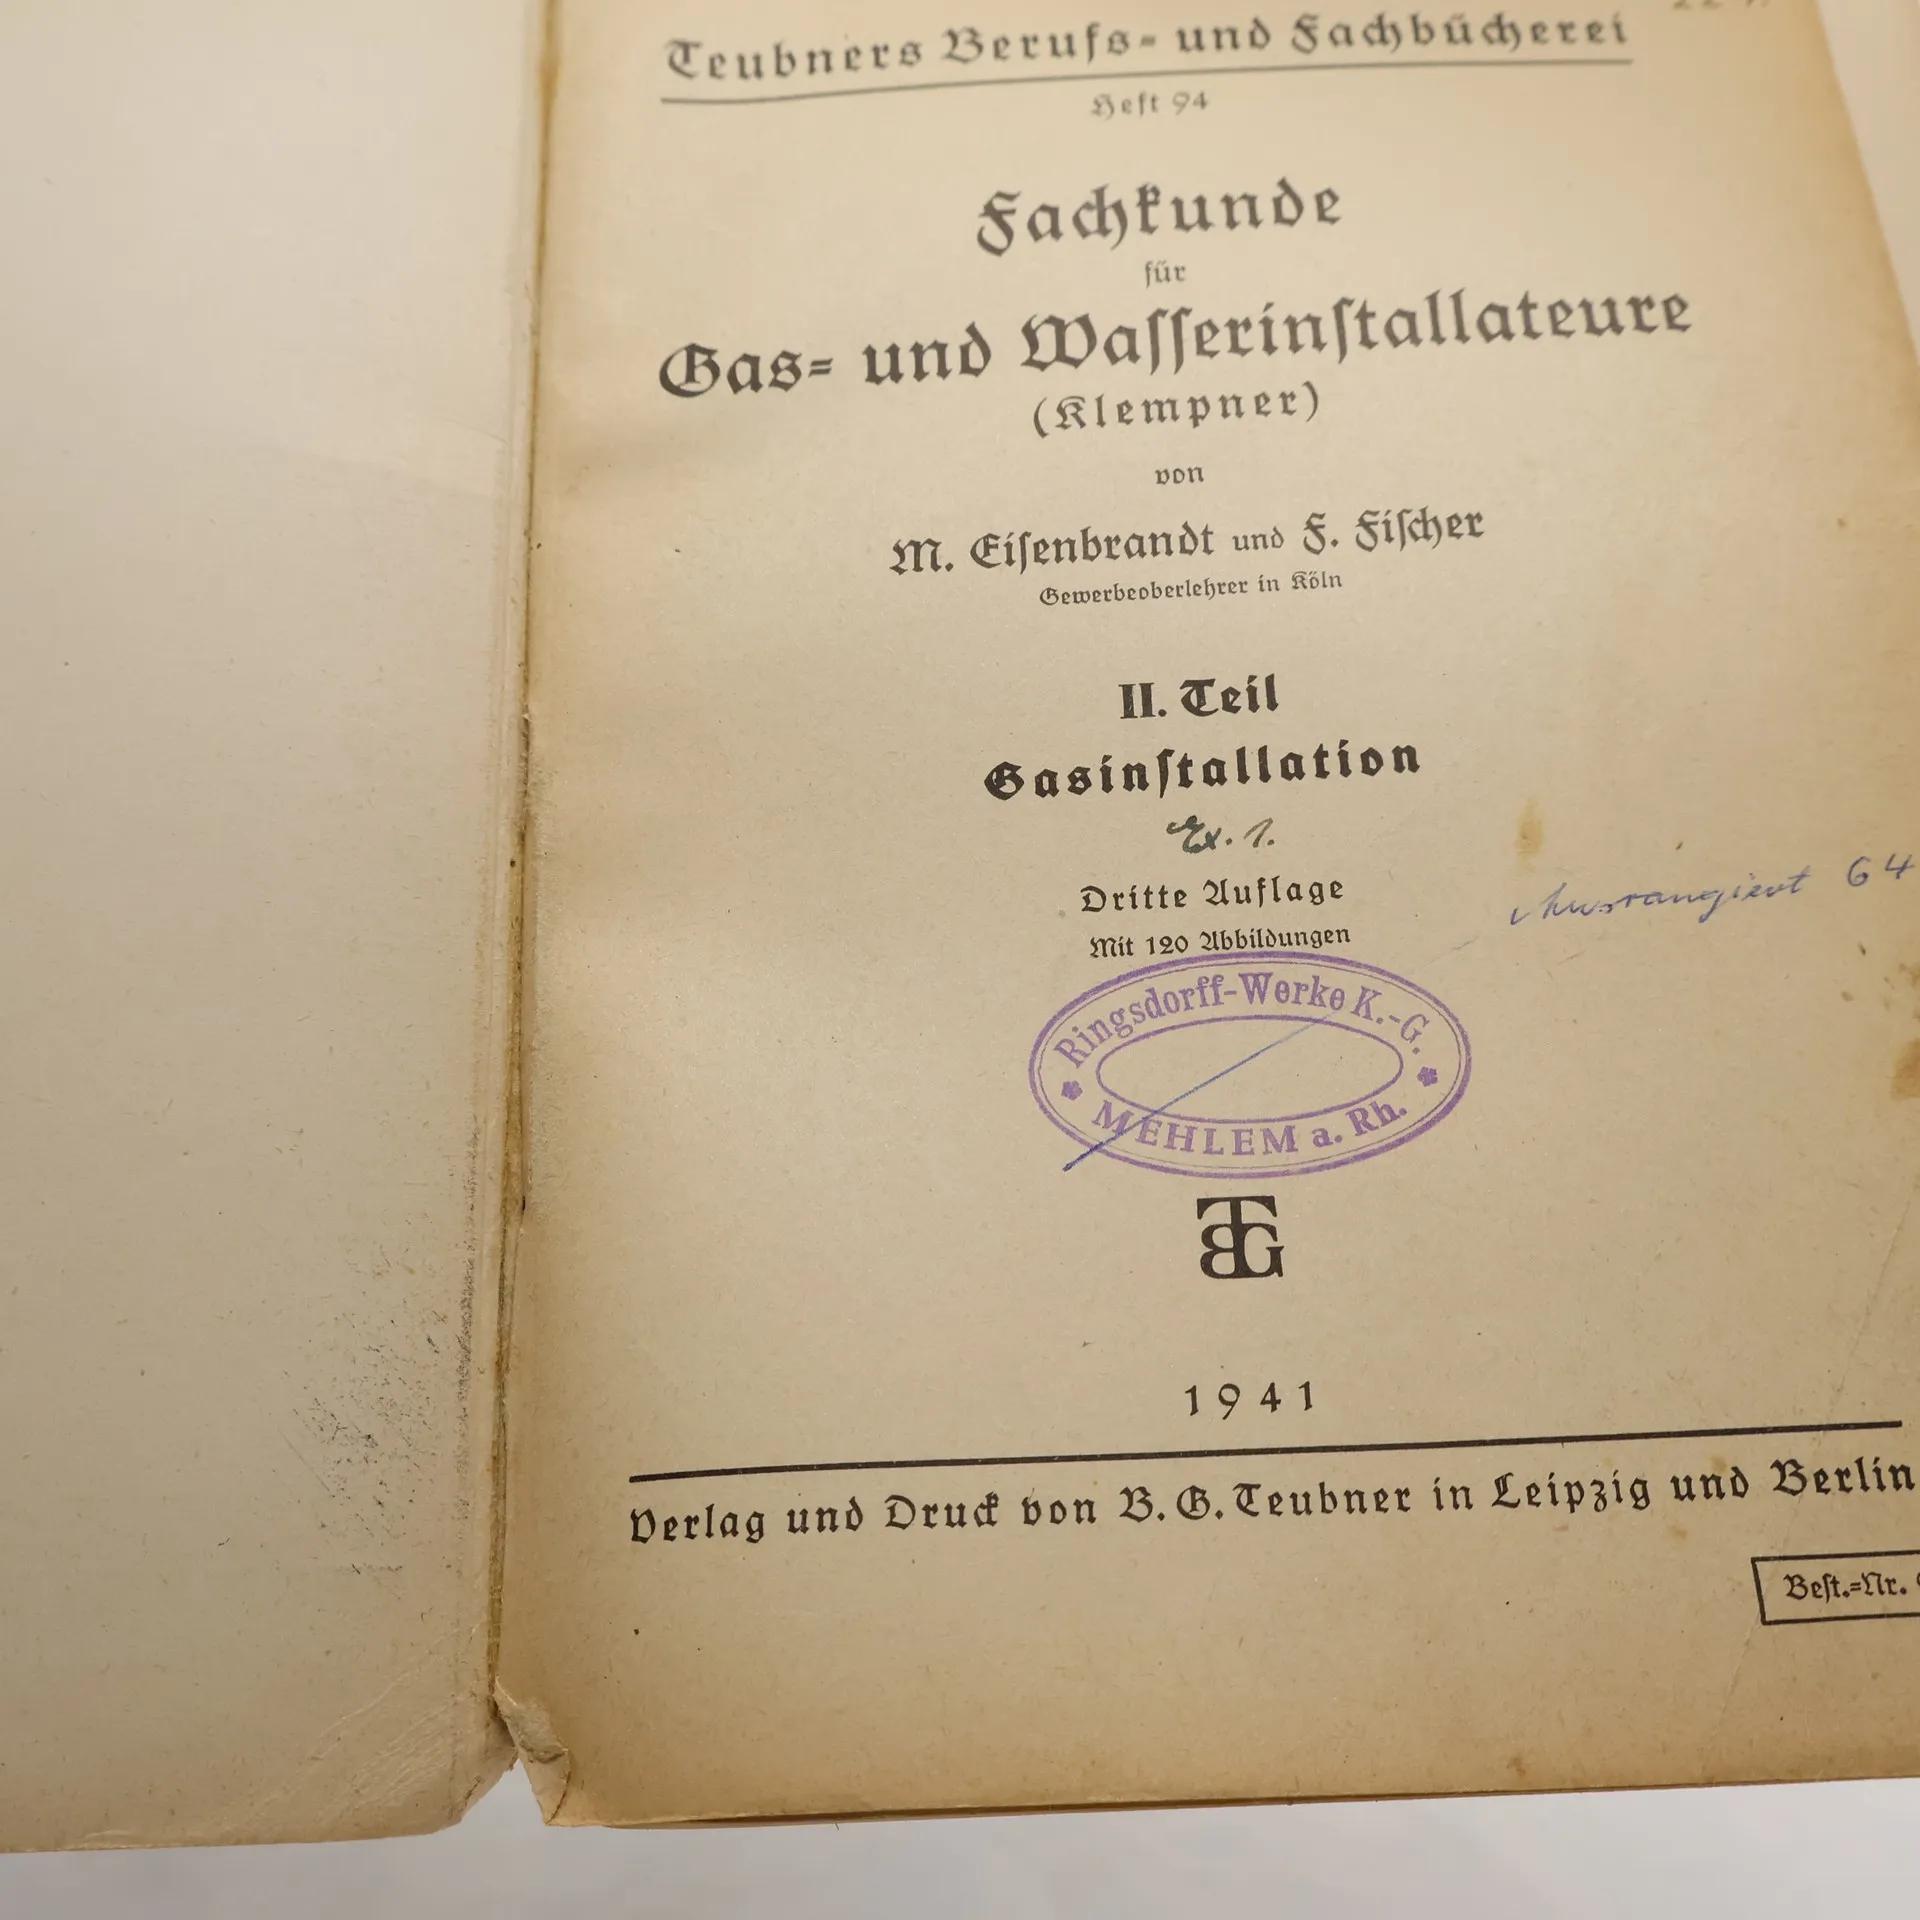 Teubners Berufs- und Fachbücherei
Heft 94
Fachkunde
für
Gas- und Wasserinstallateure
(Klempner)
von
M. Eisenbrandt und F. Fischer
Gewerbeoberlehrer in Köln
II. Teil
Gasinstallation
Ex. 1.
Dritte Auflage
Mit 120 Abbildungen
Ausrangiert 64
Ringsdorff-Werke K.-G.
MEHLEM a. Rh.
BTG
1941
Verlag und Druck von B. G. Teubner in Leipzig und Berlin
Best.-Nr.